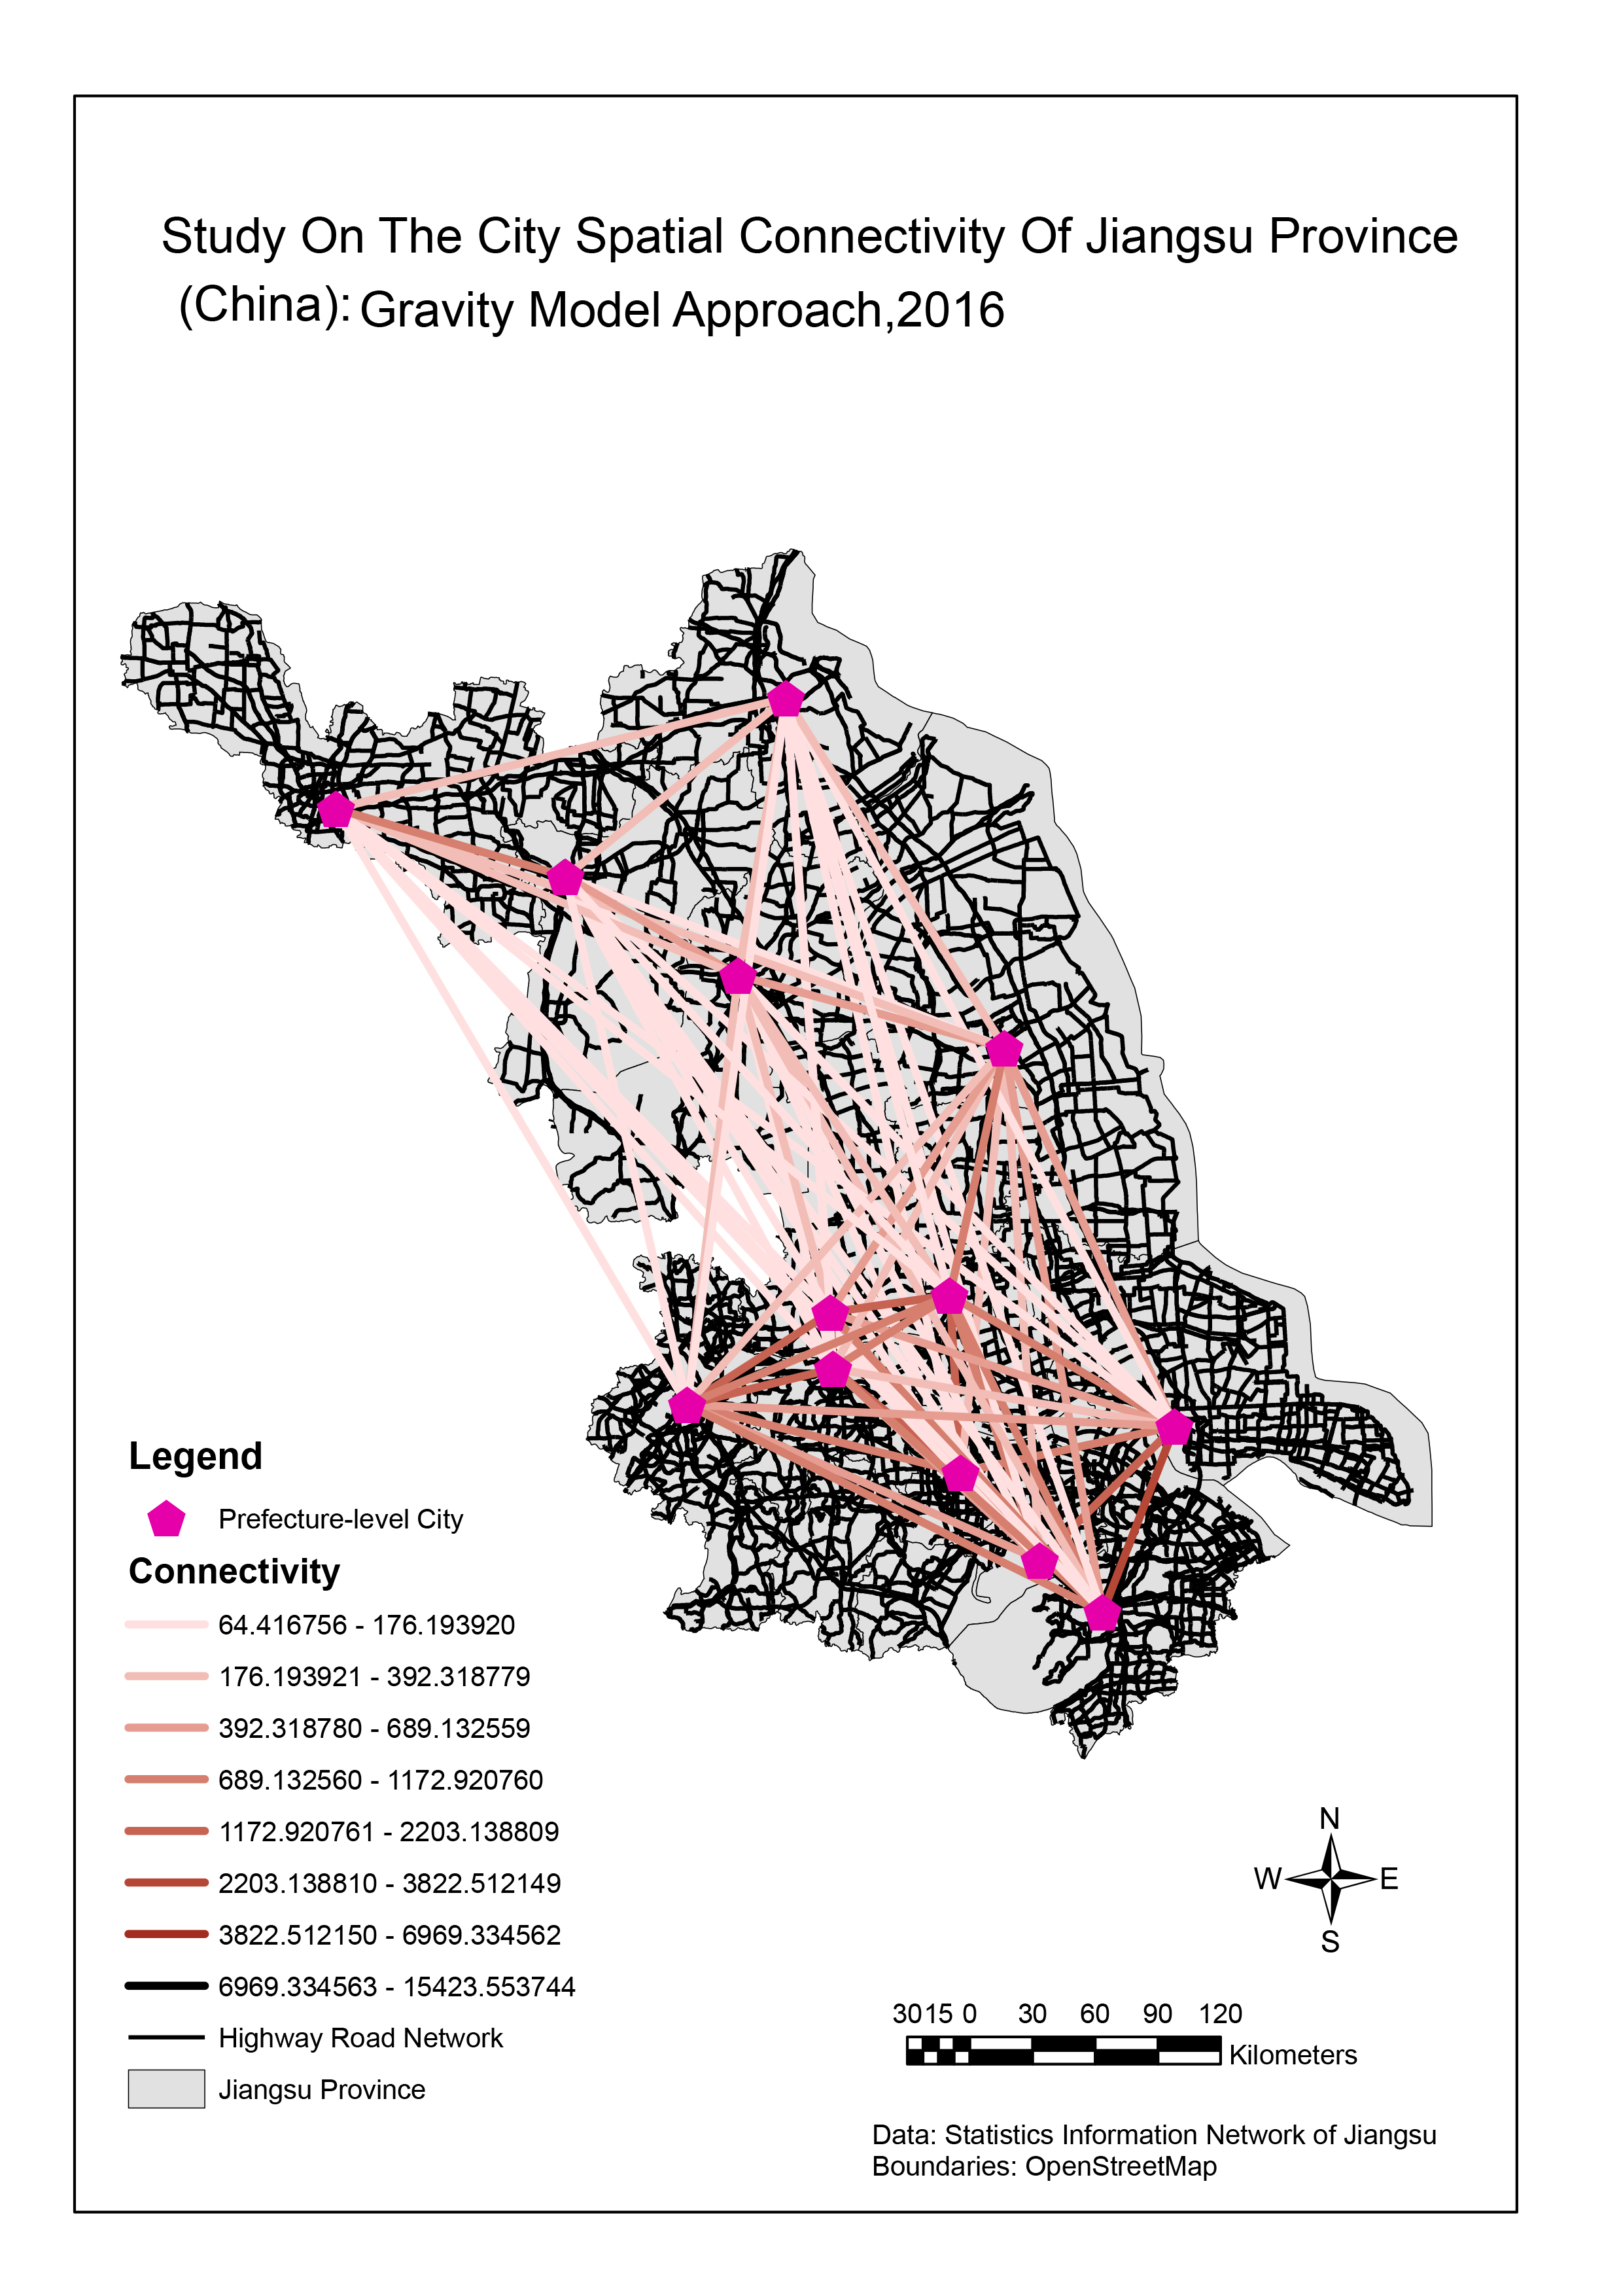 Study On The City Spatial Connectivity Of Jiangsu Province
(China): Gravity Model Approach,2016
Legend
Prefecture-level City
Connectivity
64.416756 - 176.193920
176.193921 - 392.318779
392.318780 - 689.132559
689.132560 - 1172.920760
1172.920761 - 2203.138809
2203.138810 - 3822.512149
3822.512150 - 6969.334562
6969.334563 - 15423.553744
Highway Road Network
Jiangsu Province
N
W E
S
30 15 0 30 60 90 120
Kilometers
Data: Statistics Information Network of Jiangsu
Boundaries: OpenStreetMap